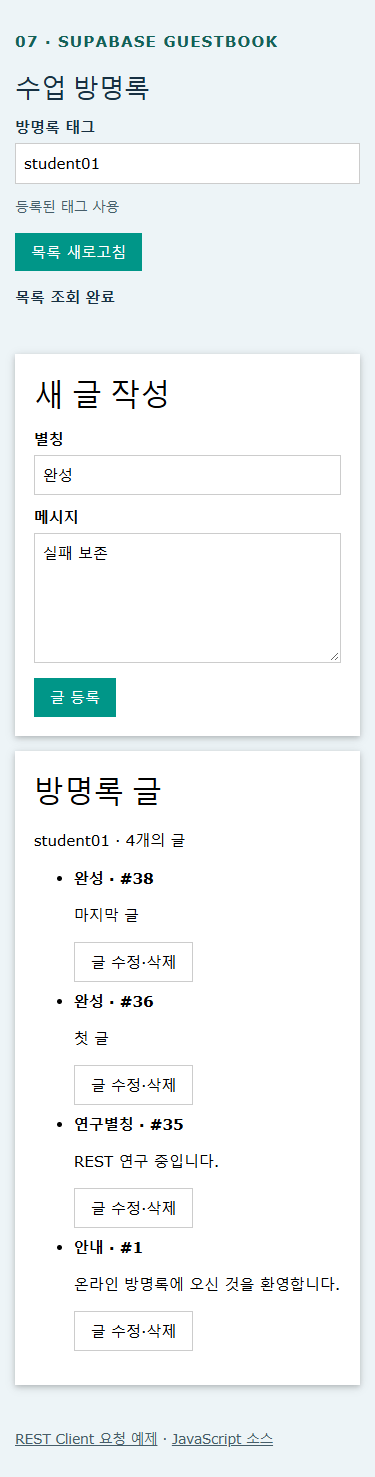 07 · SUPABASE GUESTBOOK
수업 방명록
방명록 태그
student01
등록된 태그 사용
목록 새로고침
목록 조회 완료
새 글 작성
별칭
완성
메시지
실패 보존
글 등록
방명록 글
student01 · 4개의 글
완성 · #38
마지막 글
글 수정·삭제
완성 · #36
첫 글
글 수정·삭제
연구별칭 · #35
REST 연구 중입니다.
글 수정·삭제
안내 · #1
온라인 방명록에 오신 것을 환영합니다.
글 수정·삭제
REST Client 요청 예제 · JavaScript 소스